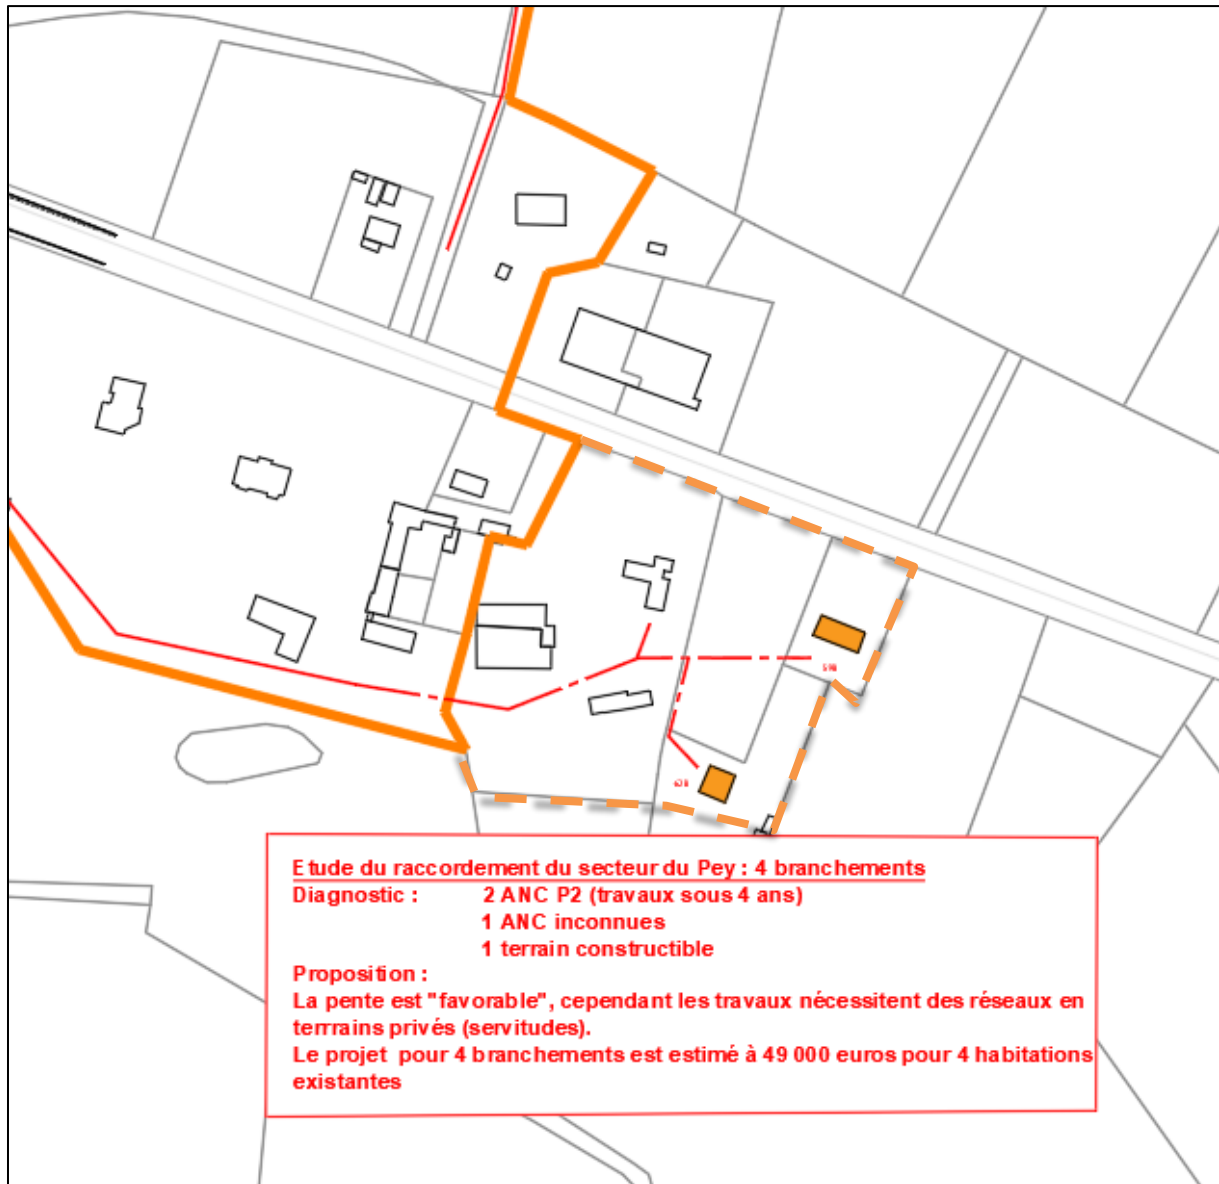 Etude du raccordement du secteur du Pey : 4 branchements
Diagnostic : 2 ANC P2 (travaux sous 4 ans)
1 ANC inconnues
1 terrain constructible
Proposition :
La pente est "favorable", cependant les travaux nécessitent des réseaux en
terrrains privés (servitudes).
Le projet pour 4 branchements est estimé à 49 000 euros pour 4 habitations
existantes